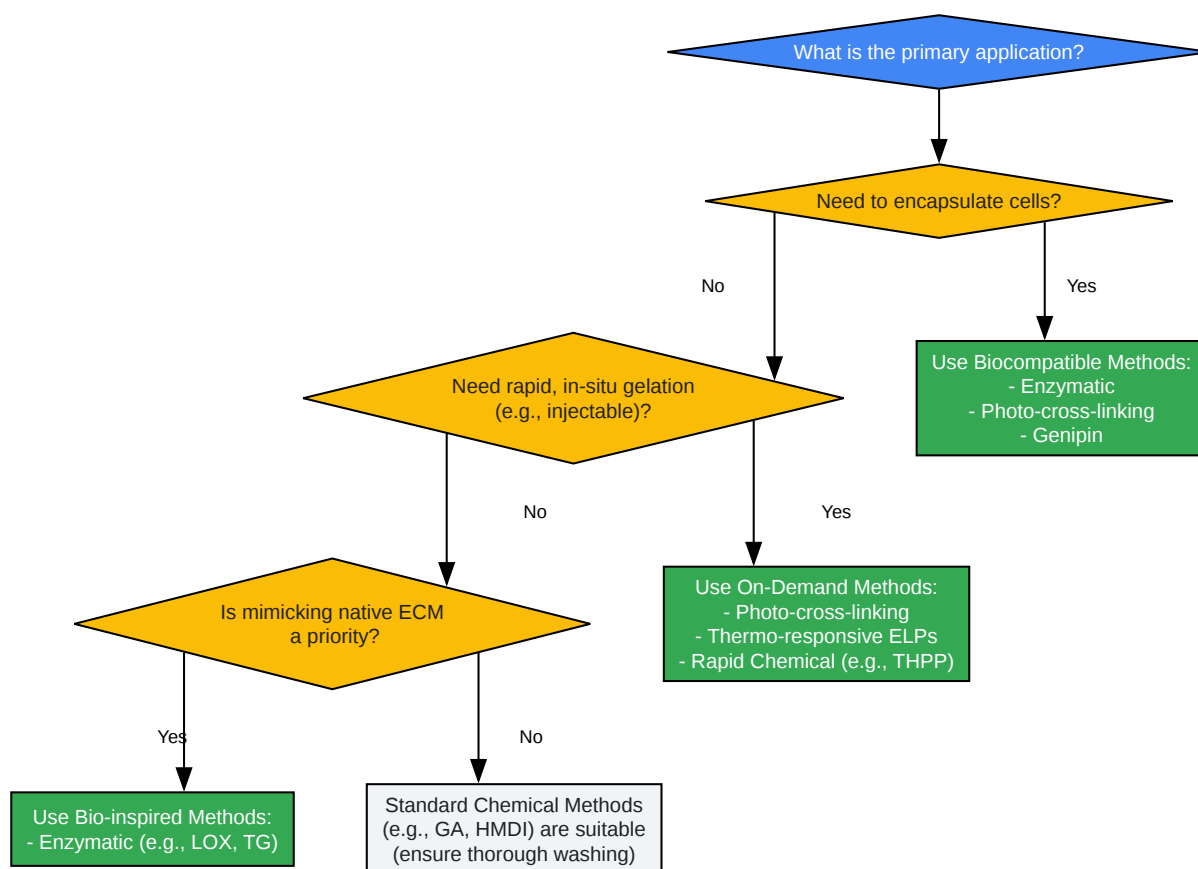 What is the primary application?
Need to encapsulate cells?
No
Yes
Use Biocompatible Methods:
- Enzymatic
- Photo-cross-linking
- Genipin
Need rapid, in-situ gelation
(e.g., injectable)?
No
Yes
Use On-Demand Methods:
- Photo-cross-linking
- Thermo-responsive ELPs
- Rapid Chemical (e.g., THPP)
Is mimicking native ECM
a priority?
Yes
No
Use Bio-inspired Methods:
- Enzymatic (e.g., LOX, TG)
Standard Chemical Methods
(e.g., GA, HMDI) are suitable
(ensure thorough washing)